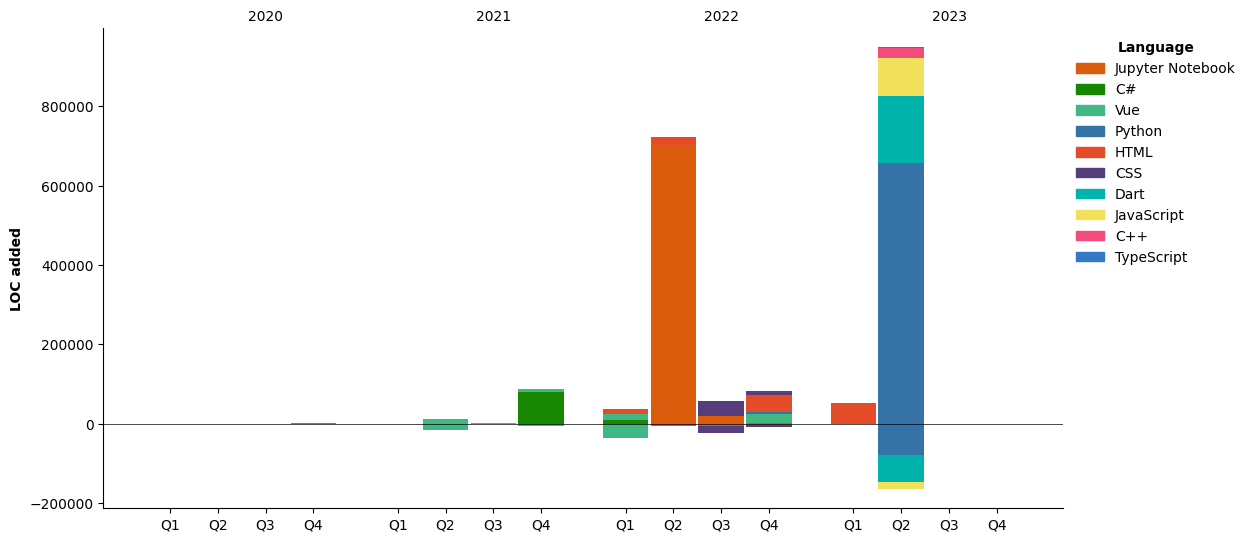 2020 2021 2022 2023
Language
Jupyter Notebook
C#
Vue
Python
HTML
CSS
Dart
JavaScript
C++
TypeScript
LOC added
800000
600000
400000
200000
0
−200000
Q1 Q2 Q3 Q4 Q1 Q2 Q3 Q4 Q1 Q2 Q3 Q4 Q1 Q2 Q3 Q4